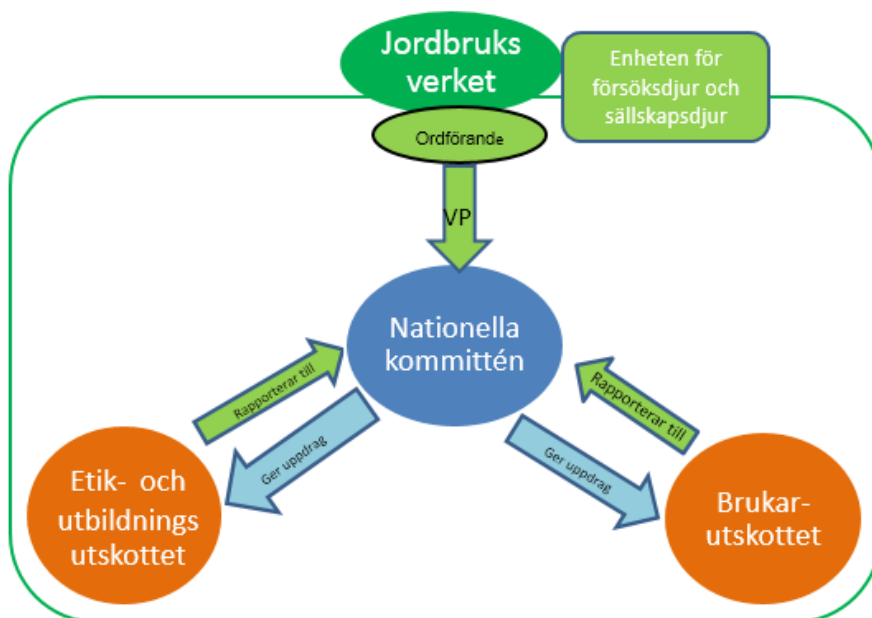 Jordbruks
verket
Enheten för
försöksdjur och
sällskapsdjur
Ordförande
VP
Nationella
kommittén
Rapporterar till
Ger uppdrag
Rapporterar till
Ger uppdrag
Etik- och
utbildnings
utskottet
Brukar-
utskottet